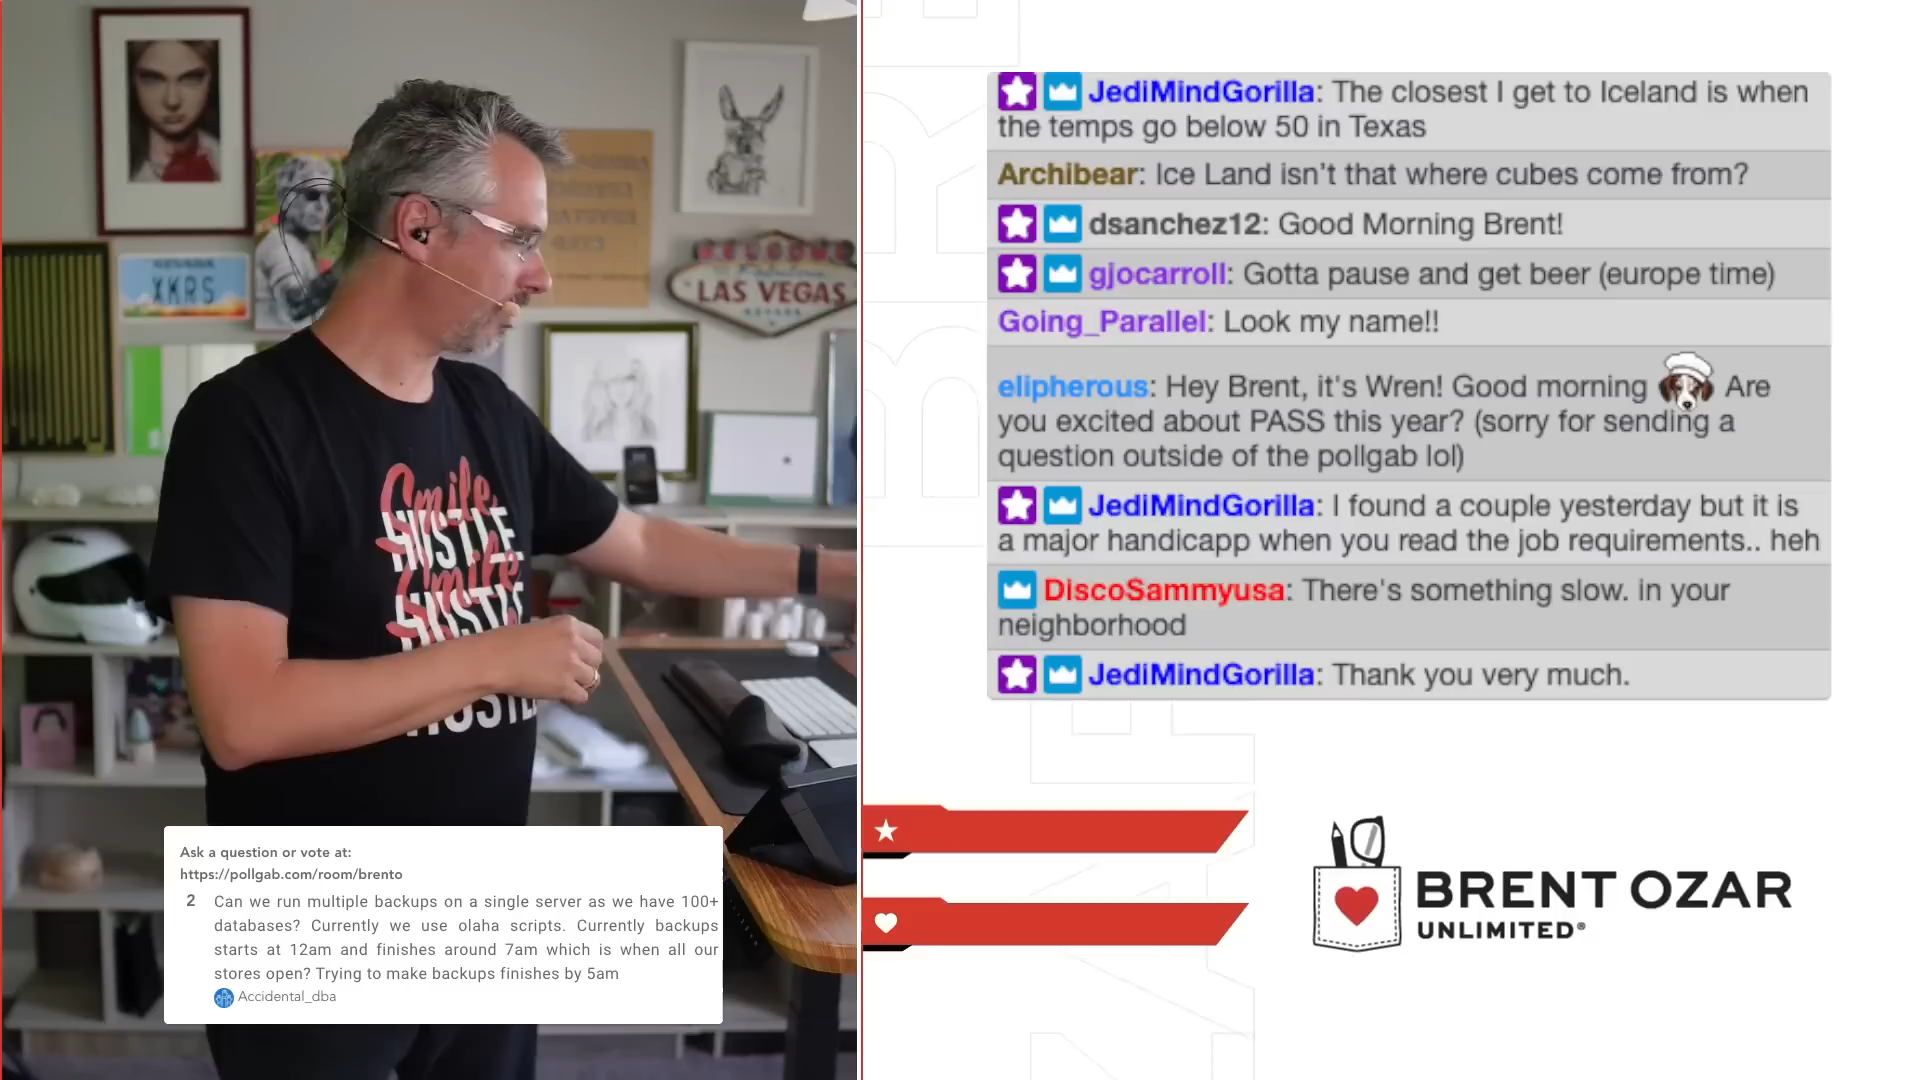 NEVADA
XKRS
Fabulous
LAS VEGAS
NEVADA
Smile
HUSTLE
Smile
HUSTLE
HUSTLE
Ask a question or vote at:
https://pollgab.com/room/brento
2 Can we run multiple backups on a single server as we have 100+
databases? Currently we use olaha scripts. Currently backups
starts at 12am and finishes around 7am which is when all our
stores open? Trying to make backups finishes by 5am
Accidental_dba
JediMindGorilla: The closest I get to Iceland is when
the temps go below 50 in Texas
Archibear: Ice Land isn't that where cubes come from?
dsanchez12: Good Morning Brent!
gjocarroll: Gotta pause and get beer (europe time)
Going_Parallel: Look my name!!
elipherous: Hey Brent, it's Wren! Good morning Are
you excited about PASS this year? (sorry for sending a
question outside of the pollgab lol)
JediMindGorilla: I found a couple yesterday but it is
a major handicapp when you read the job requirements.. heh
DiscoSammyusa: There's something slow. in your
neighborhood
JediMindGorilla: Thank you very much.
BRENT OZAR
UNLIMITED®